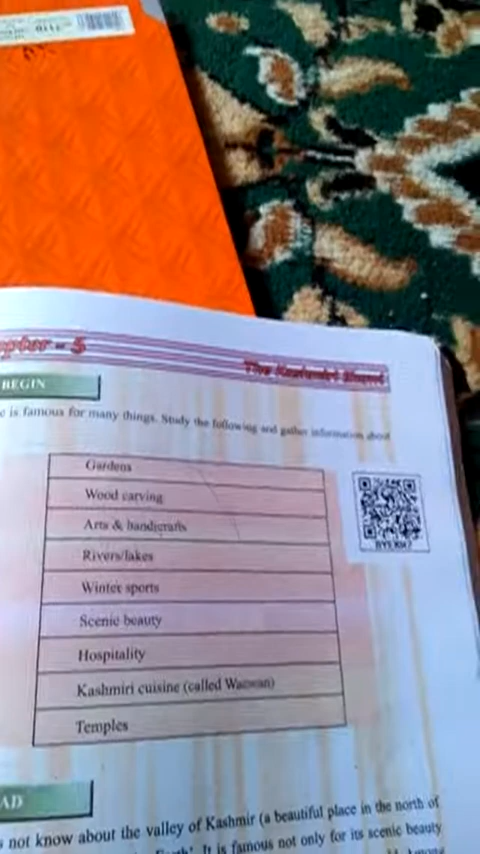 pter - 5
The Kashmiri Shawl
BEGIN
e is famous for many things. Study the following and gather information about
Gardens
Wood carving
Arts & handicrafts
Rivers/lakes
Winter sports
Scenic beauty
Hospitality
Kashmiri cuisine (called Wazwan)
Temples
AD
not know about the valley of Kashmir (a beautiful place in the north of
It is famous not only for its scenic beauty